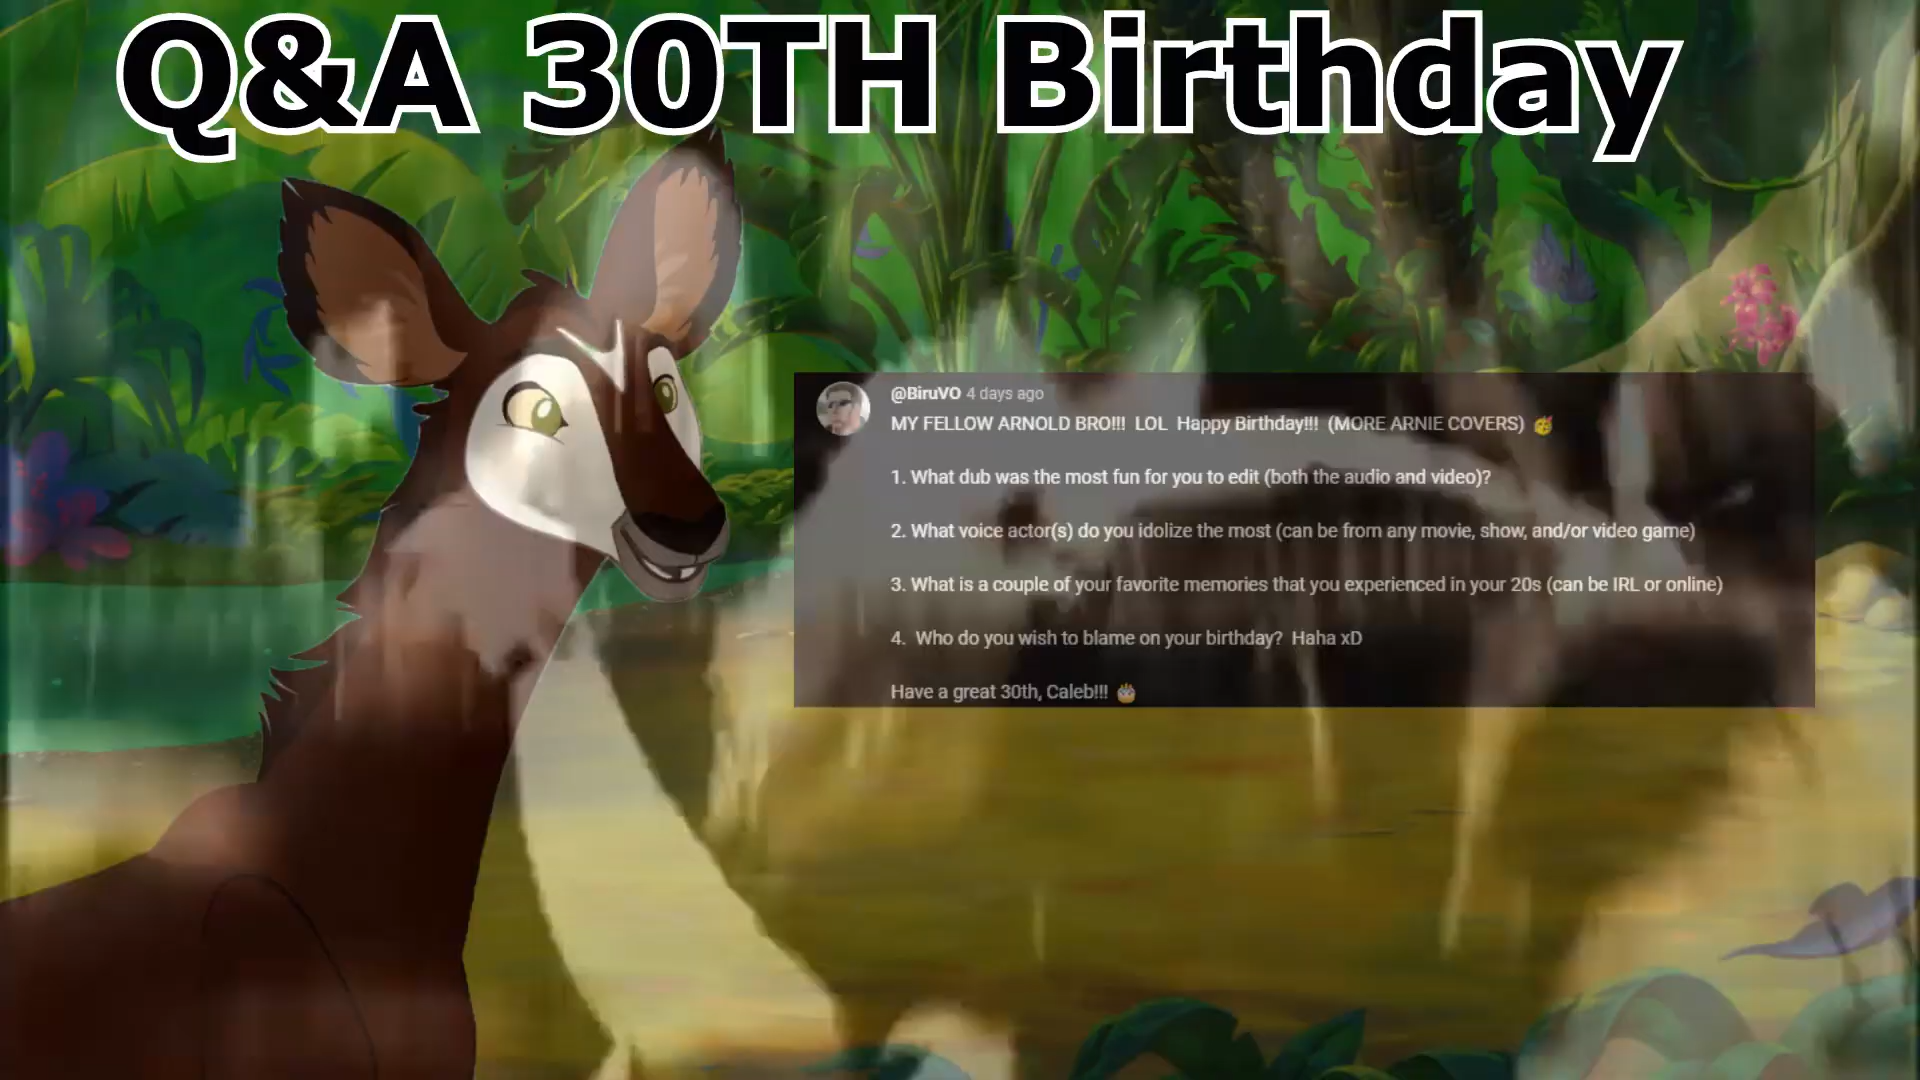 Q&A 30TH Birthday
@BiruVO 4 days ago
MY FELLOW ARNOLD BRO!!! LOL Happy Birthday!!! (MORE ARNIE COVERS) 🥳
1. What dub was the most fun for you to edit (both the audio and video)?
2. What voice actor(s) do you idolize the most (can be from any movie, show, and/or video game)
3. What is a couple of your favorite memories that you experienced in your 20s (can be IRL or online)
4. Who do you wish to blame on your birthday? Haha xD
Have a great 30th, Caleb!!! 🎂